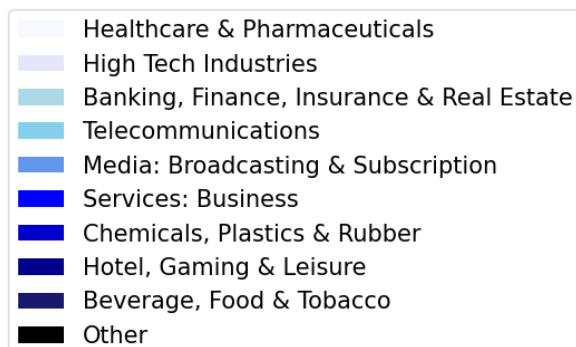 Healthcare & Pharmaceuticals
High Tech Industries
Banking, Finance, Insurance & Real Estate
Telecommunications
Media: Broadcasting & Subscription
Services: Business
Chemicals, Plastics & Rubber
Hotel, Gaming & Leisure
Beverage, Food & Tobacco
Other